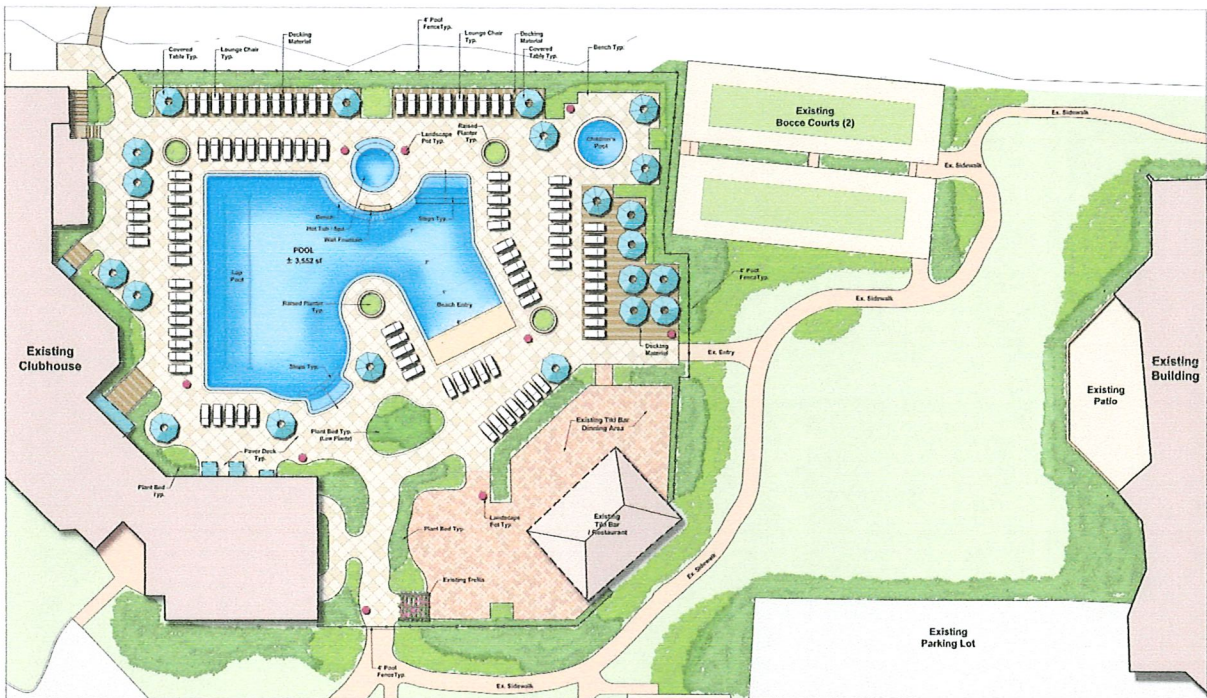 4' Pool
Fence Typ.
Covered
Table Typ.
Lounge Chair
Typ.
Decking
Material
Lounge Chair
Typ.
Decking
Material
Covered
Table Typ.
Bench Typ.
Existing
Bocce Courts (2)
Ex. Sidewalk
Raised
Planter
Typ.
Landscape
Pot Typ.
Children's
Pool
Ex. Sidewalk
Bench
Hot Tub
Wall Fountain
Steps Typ.
POOL
± 3,552 sf
Lap
Pool
Raised Planter
Typ.
Beach Entry
4' Pool
Fence Typ.
Ex. Sidewalk
Decking
Material
Ex. Entry
Existing
Clubhouse
Existing
Building
Existing
Patio
Steps Typ.
Plant Bed Typ.
(Low Plants)
Existing Tiki Bar
Dinning Area
Paver Deck
Typ.
Plant Bed
Typ.
Landscape
Pot Typ.
Existing
Tiki Bar
/ Restaurant
Plant Bed Typ.
Ex. Sidewalk
Existing Trellis
Existing
Parking Lot
4' Pool
Fence Typ.
Ex. Sidewalk